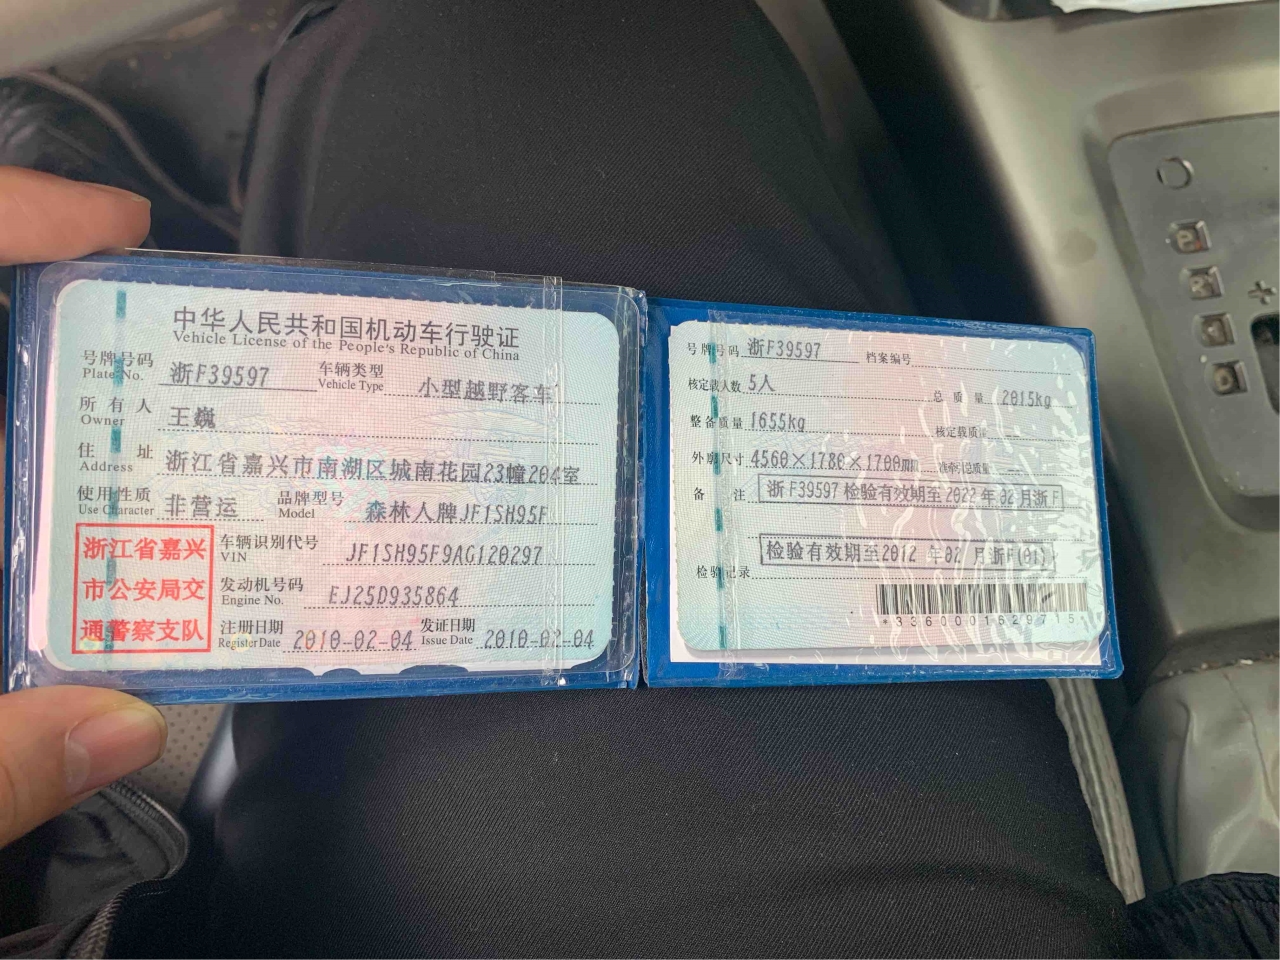 中华人民共和国机动车行驶证
Vehicle License of the People's Republic of China
号牌号码 浙F39597 车辆类型 小型越野客车
Plate No. Vehicle Type
所有人 王巍
Owner
住址 浙江省嘉兴市南湖区城南花园23幢204室
Address
使用性质 非营运 品牌型号 森林人牌JF1SH95F
Use Character Model
浙江省嘉兴
市公安局交
通警察支队
车辆识别代号 JF1SH95F9AG120297
VIN
发动机号码 EJ25D935864
Engine No.
注册日期 2010-02-04 发证日期 2010-02-04
Register Date Issue Date
号牌号码 浙F39597 档案编号
核定载人数 5人 总质量 2015kg
整备质量 1655kg 核定载质量 --
外廓尺寸 4560×1780×1700mm 准牵引总质量 --
备注 浙F39597检验有效期至2022年02月浙F
检验有效期至2012年02月浙F(01)
检验记录
*3360001629715*
P
R
N
D
+